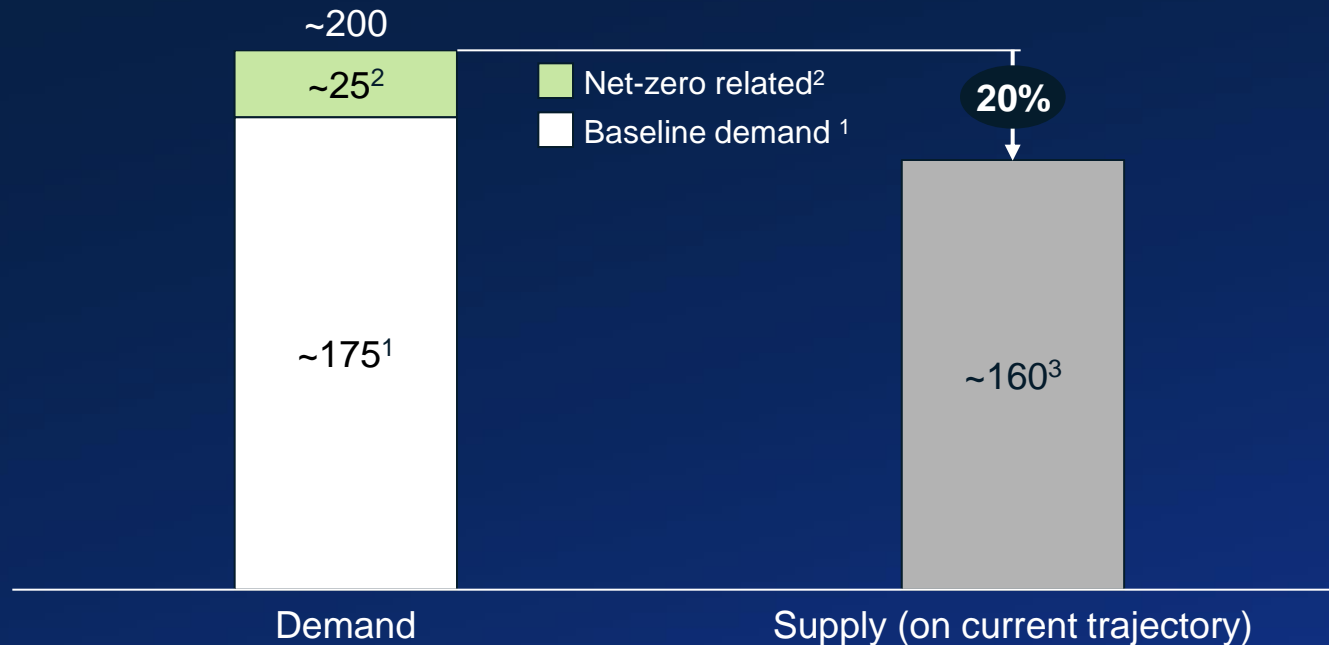 ~200
~25²
Net-zero related²
Baseline demand ¹
20%
~175¹
~160³
Demand
Supply (on current trajectory)